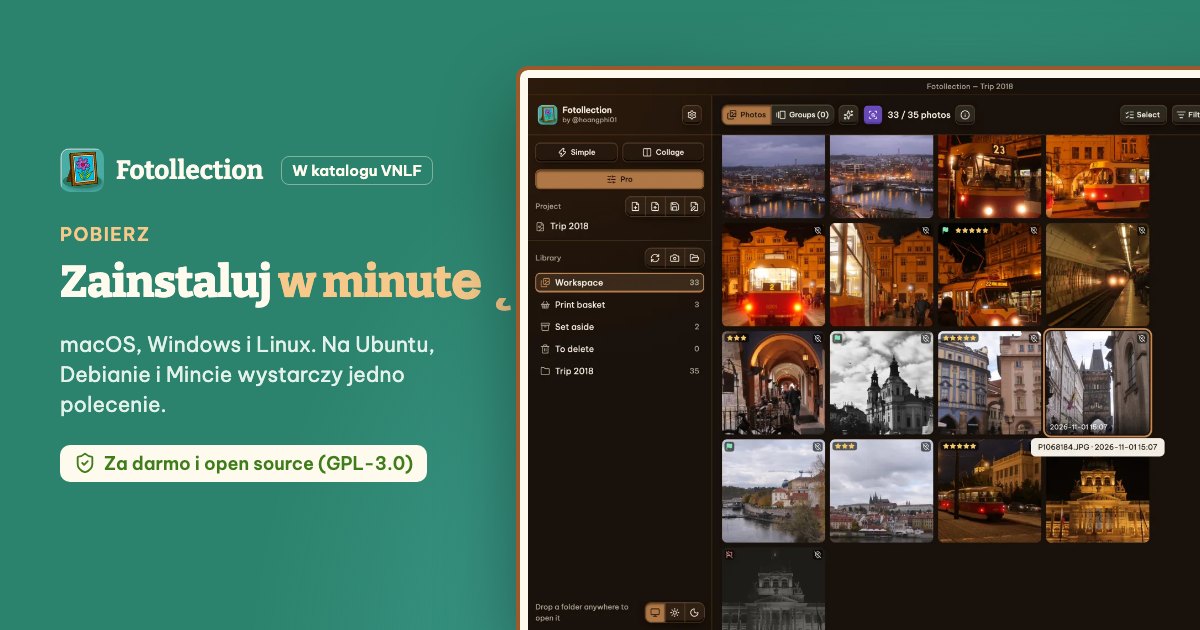 Fotollection
W katalogu VNLF
POBIERZ
Zainstaluj w minutę
macOS, Windows i Linux. Na Ubuntu,
Debianie i Mincie wystarczy jedno
polecenie.
Za darmo i open source (GPL-3.0)
Fotollection — Trip 2018
Fotollection
by @hoangphi01
Photos
Groups (0)
33 / 35 photos
Select
Simple
Collage
Pro
Project
Trip 2018
Library
Workspace 33
Print basket 3
Set aside 2
To delete 0
Trip 2018 35
23
2
2026-11-01 15:07
P1068184.JPG · 2026-11-01 15:07
Drop a folder anywhere to
open it